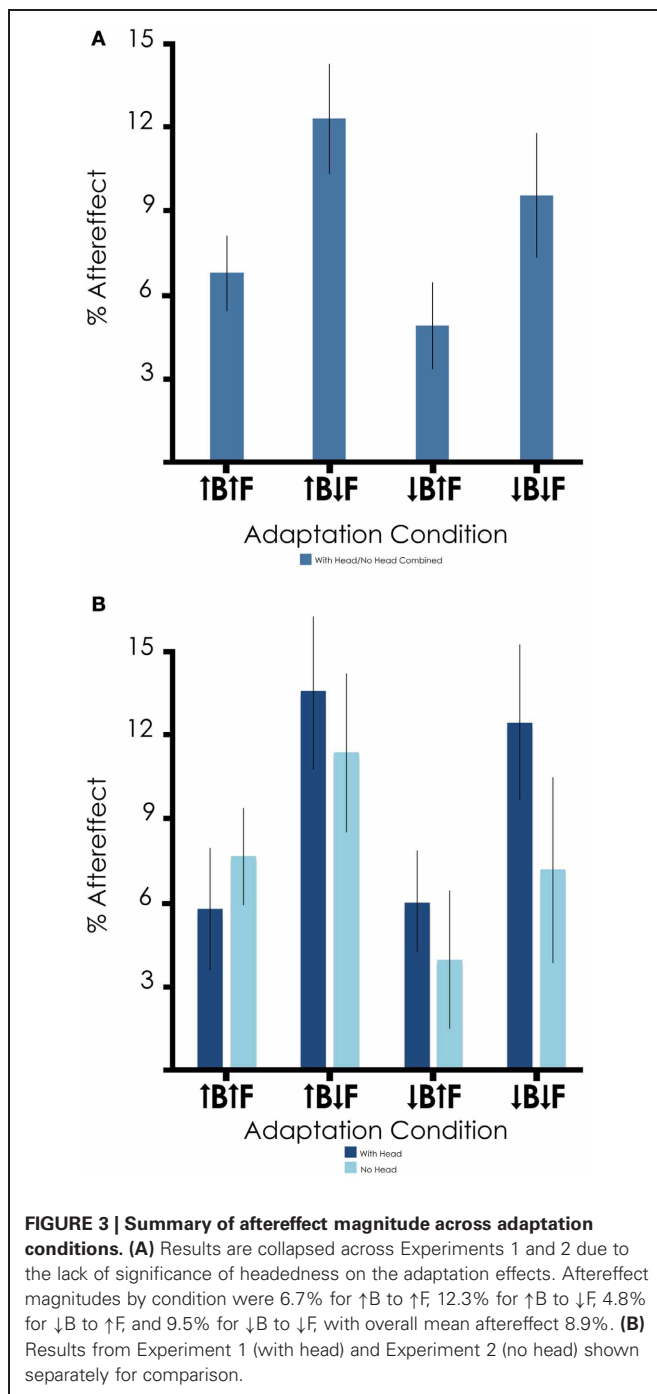 A
15
12
9
6
3
% Aftereffect
↑B↑F ↑B↓F ↓B↑F ↓B↓F
Adaptation Condition
With Head/No Head Combined
B
15
12
9
6
3
% Aftereffect
↑B↑F ↑B↓F ↓B↑F ↓B↓F
Adaptation Condition
With Head
No Head
FIGURE 3 | Summary of aftereffect magnitude across adaptation
conditions. (A) Results are collapsed across Experiments 1 and 2 due to
the lack of significance of headedness on the adaptation effects. Aftereffect
magnitudes by condition were 6.7% for ↑B to ↑F, 12.3% for ↑B to ↓F, 4.8%
for ↓B to ↑F, and 9.5% for ↓B to ↓F, with overall mean aftereffect 8.9%. (B)
Results from Experiment 1 (with head) and Experiment 2 (no head) shown
separately for comparison.